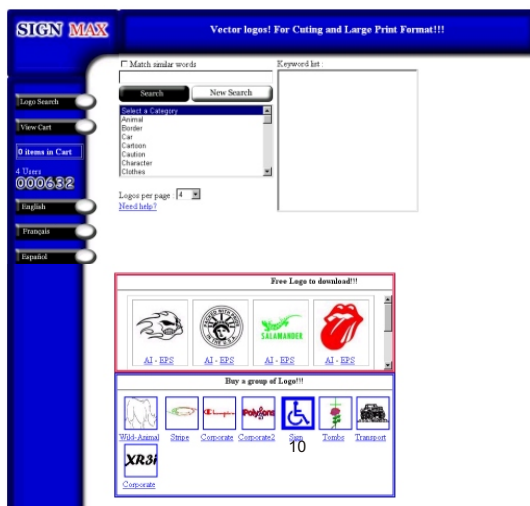 SIGN MAX
Vector logos! For Cuting and Large Print Format!!!
Match similar words
Keyword list :
Search
New Search
Select a Category
Animal
Border
Car
Cartoon
Caution
Character
Clothes
Logos per page : 4
Need help?
Logo Search
View Cart
0 items in Cart
4 Users
000632
English
Français
Español
Free Logo to download!!!
SALAMANDER
AI - EPS
AI - EPS
AI - EPS
AI - EPS
Buy a group of Logo!!!
Polygons
Wild-Animal
Stripe
Corporate
Corporate2
Sign
Tombs
Transport
10
XR3i
Corporate